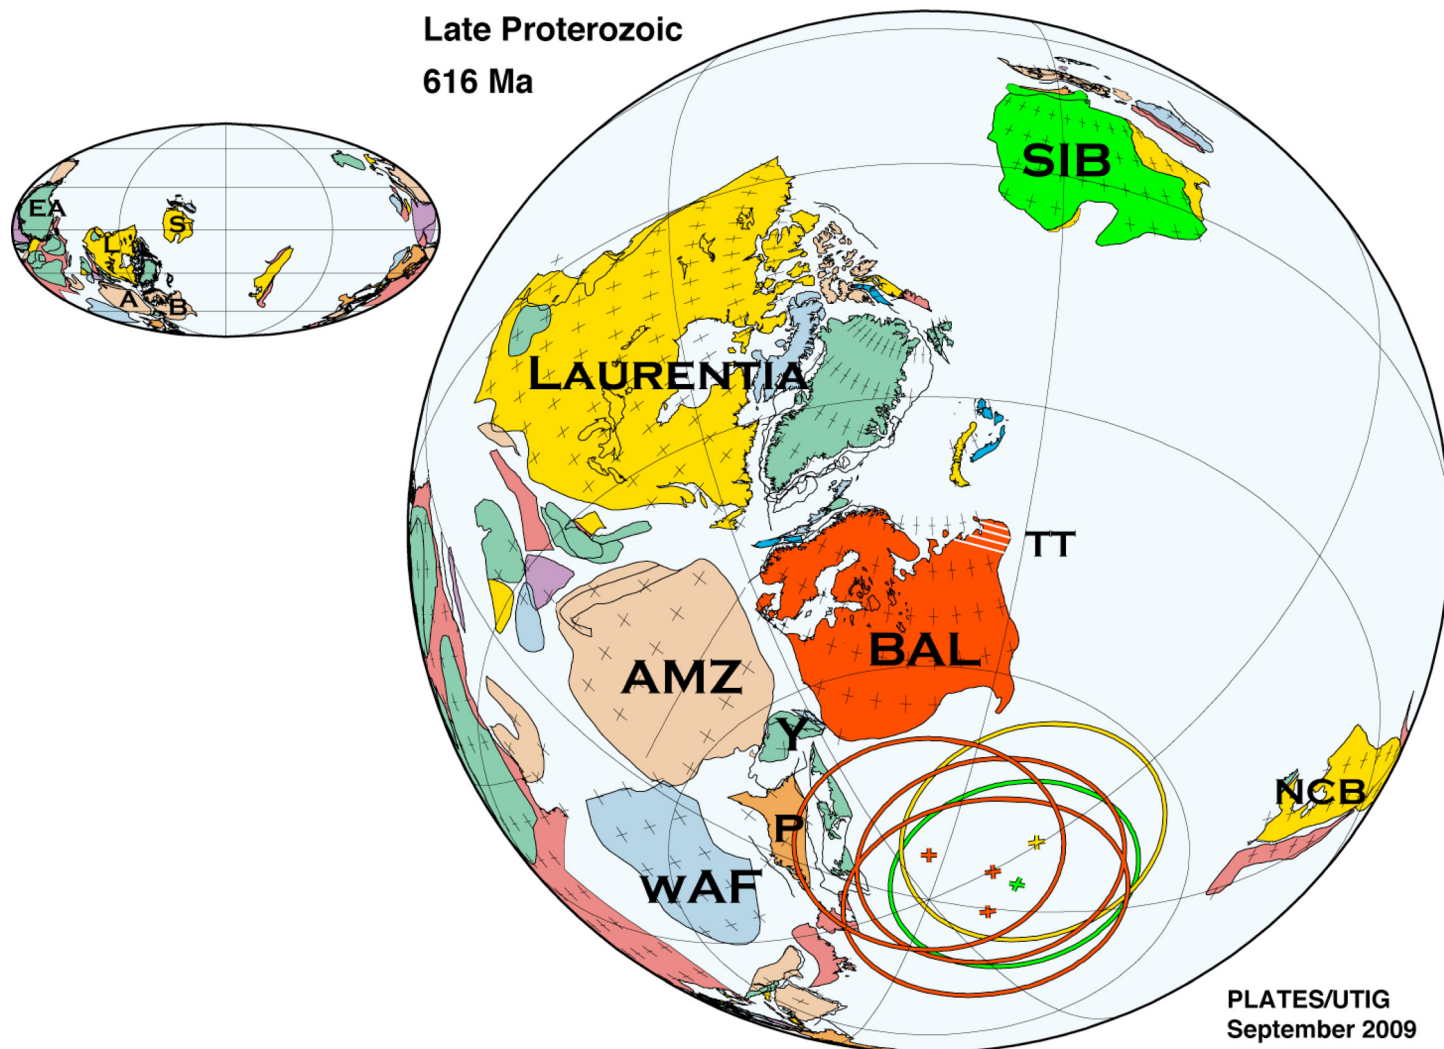 Late Proterozoic
616 Ma
SIB
EA
S
L
A
B
LAURENTIA
TT
BAL
AMZ
Y
NCB
P
WAF
PLATES/UTIG
September 2009